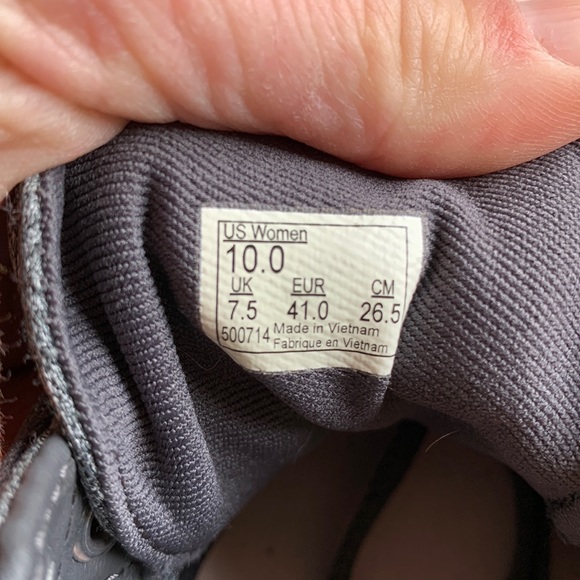 US Women
10.0
UK EUR CM
7.5 41.0 26.5
500714 Made in Vietnam
Fabrique en Vietnam